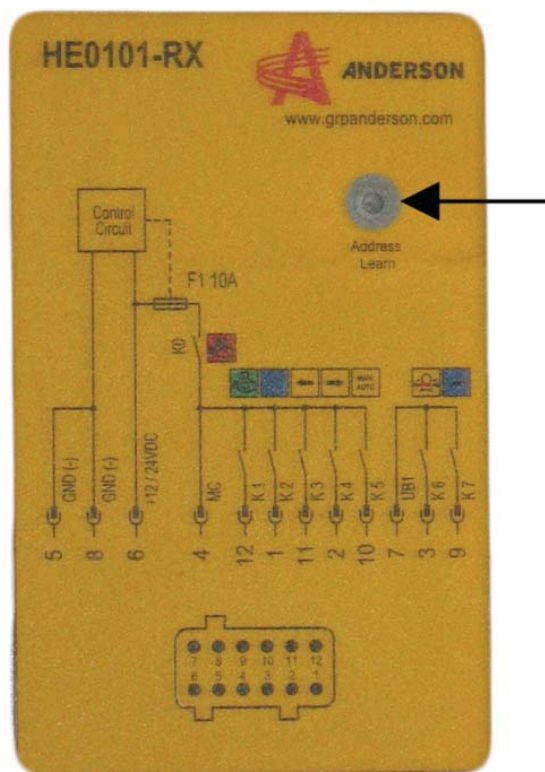 HE0101-RX
ANDERSON
www.grpanderson.com
Control
Circuit
Address
Learn
F1 10A
K0
MAN
AUTO
GND (-)
GND (-)
+12 / 24VDC
MC
K 1
K 2
K 3
K 4
K 5
UB1
K 6
K 7
5
8
6
4
12
1
11
2
10
7
3
9
7 8 9 10 11 12
6 5 4 3 2 1